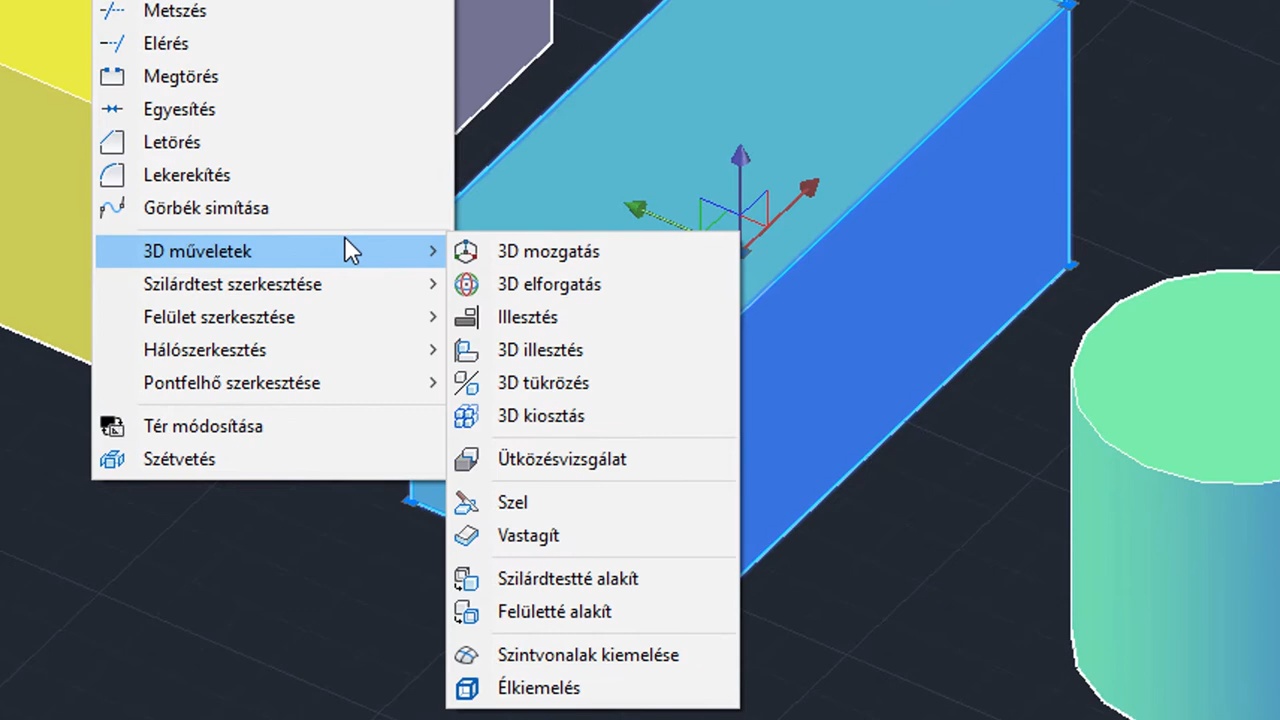 Metszés
Elérés
Megtörés
Egyesítés
Letörés
Lekerekítés
Görbék simítása
3D műveletek
Szilárdtest szerkesztése
Felület szerkesztése
Hálószerkesztés
Pontfelhő szerkesztése
Tér módosítása
Szétvetés
3D mozgatás
3D elforgatás
Illesztés
3D illesztés
3D tükrözés
3D kiosztás
Ütközésvizsgálat
Szel
Vastagít
Szilárdtestté alakít
Felületté alakít
Szintvonalak kiemelése
Élkiemelés